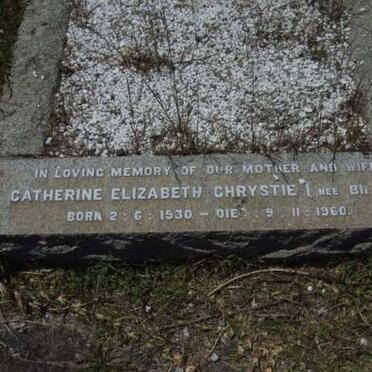 IN LOVING MEMORY OF OUR MOTHER AND WIFE
CATHERINE ELIZABETH CHRYSTIE (NEE
BORN 2·6·1930 – DIED 9·11·1960.